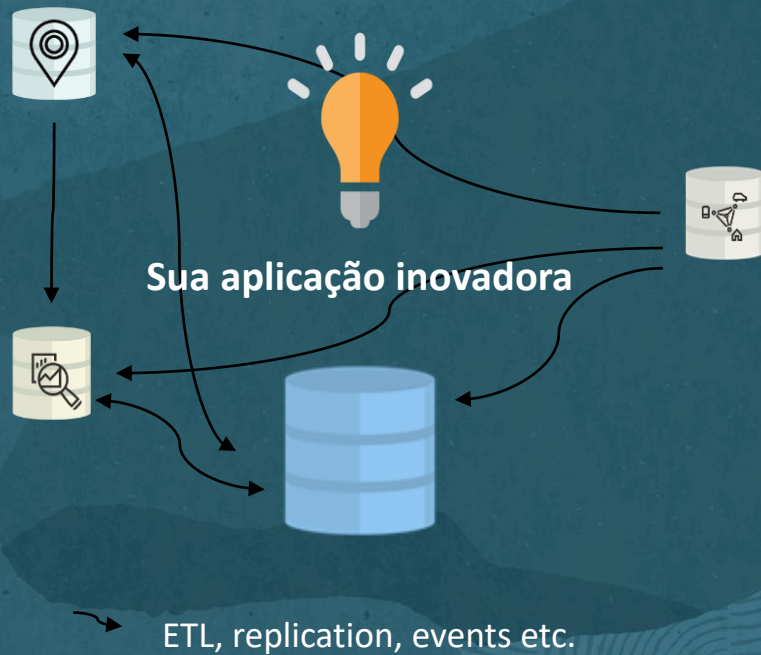 Sua aplicação inovadora
ETL, replication, events etc.